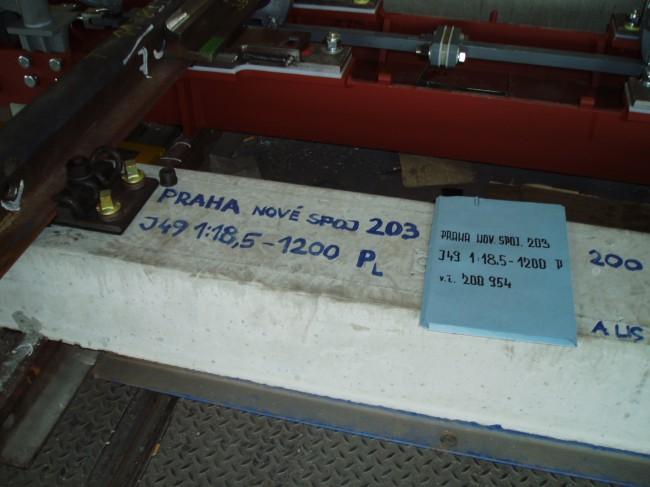 PRAHA NOVÉ SPOJ 203
J49 1:18,5-1200 PL
PRAHA NOV. SPOJ. 203
J49 1:18.5-1200 P
v.č. 200 954
200